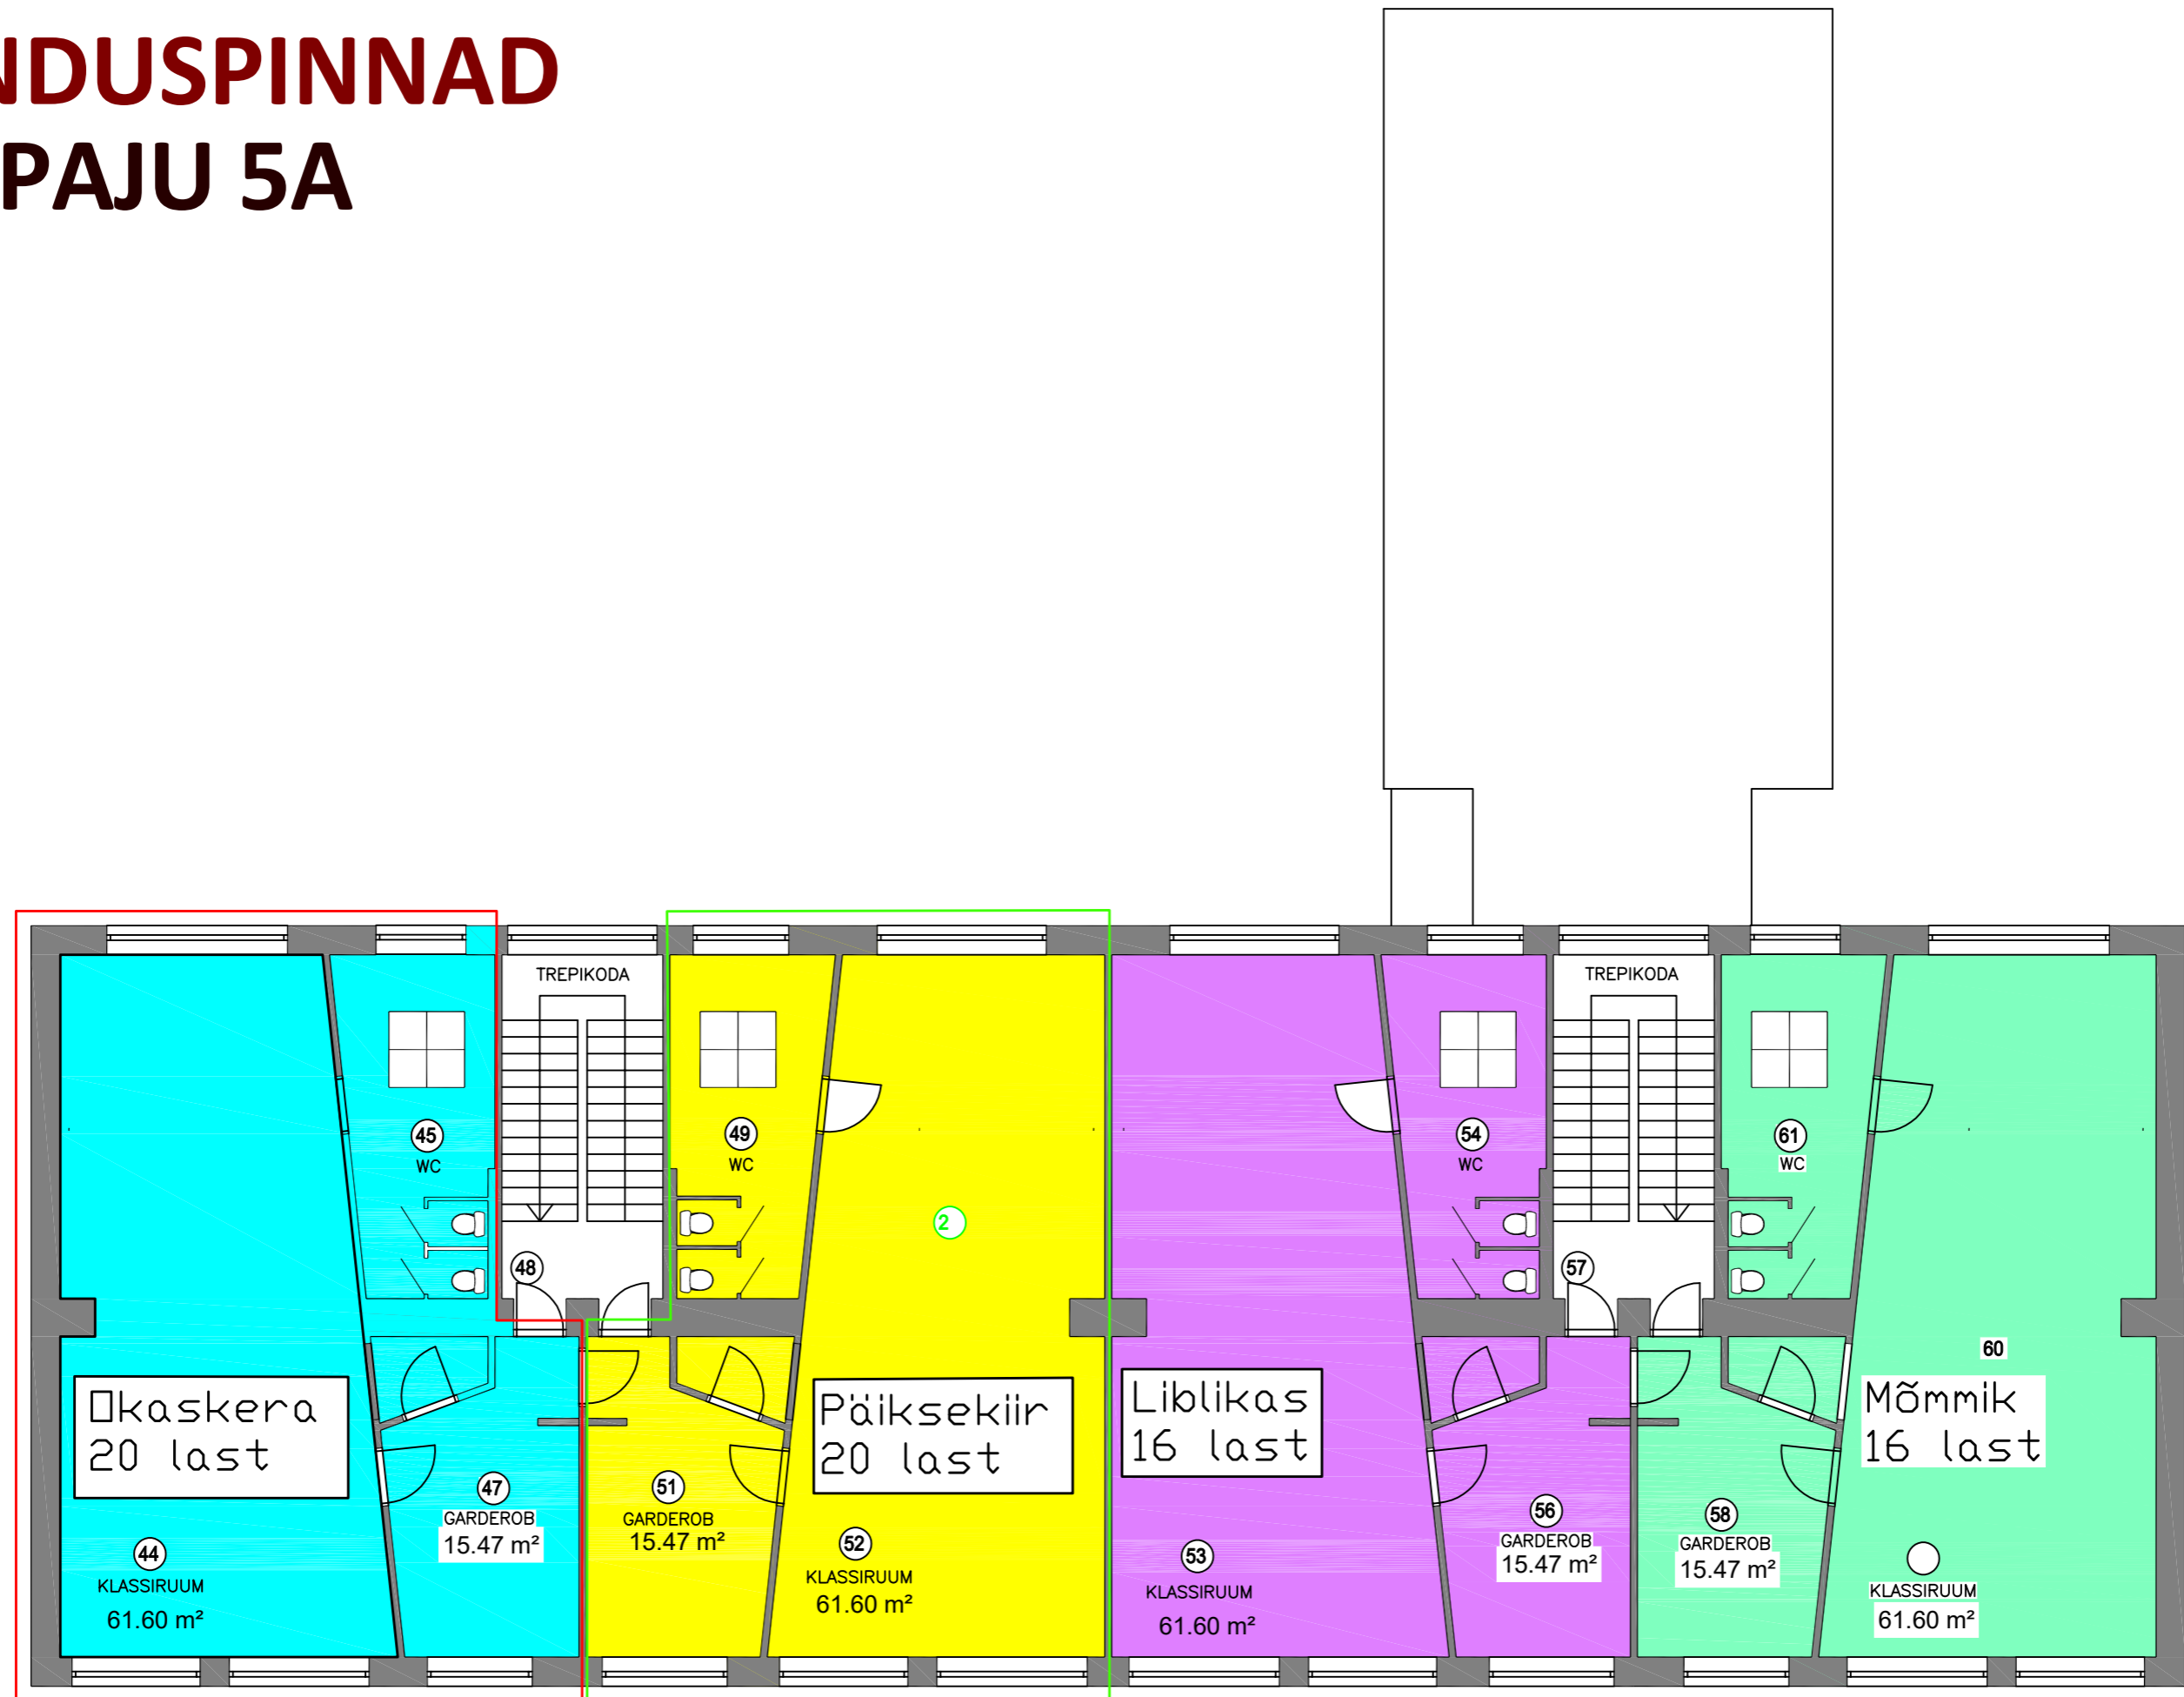 NDUSPINNAD
PAJU 5A
TREPIKODA
TREPIKODA
45
WC
49
WC
54
WC
61
WC
2
48
57
60
Okaskera
20 last
Päiksekiir
20 last
Liblikas
16 last
Mõmmik
16 last
47
GARDEROB
15.47 m²
51
GARDEROB
15.47 m²
56
GARDEROB
15.47 m²
58
GARDEROB
15.47 m²
44
KLASSIRUUM
61.60 m²
52
KLASSIRUUM
61.60 m²
53
KLASSIRUUM
61.60 m²
KLASSIRUUM
61.60 m²